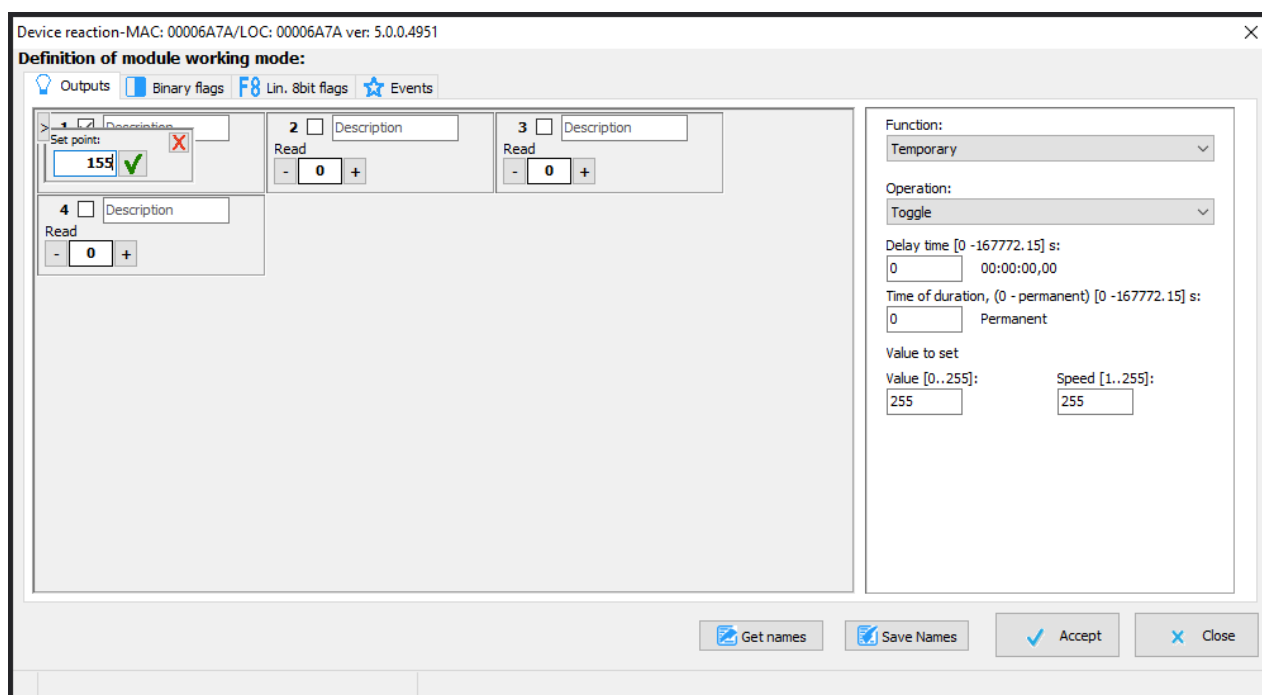 Device reaction-MAC: 00006A7A/LOC: 00006A7A ver: 5.0.0.4951
Definition of module working mode:
Outputs Binary flags F8 Lin. 8bit flags Events
> 1 Description 2 Description 3 Description
Set point: Read Read
155 - 0 + - 0 +
4 Description
Read
- 0 +
Function:
Temporary
Operation:
Toggle
Delay time [0 -167772.15] s:
0 00:00:00,00
Time of duration, (0 - permanent) [0 -167772.15] s:
0 Permanent
Value to set
Value [0..255]: Speed [1..255]:
255 255
Get names Save Names Accept Close